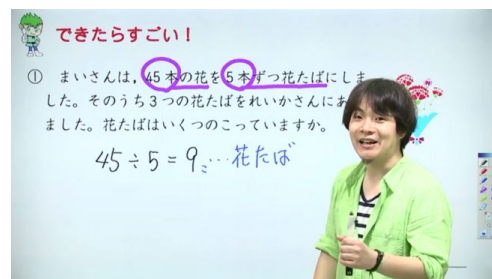 できたらすごい!
① まいさんは,45本の花を5本ずつ花たばにしま
した。そのうち3つの花たばをれいかさんにあ
ました。花たばはいくつのこっていますか。
45÷5=9…花たば